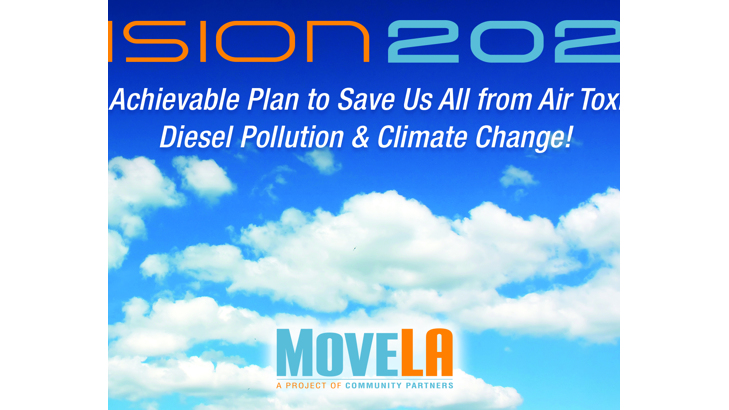 ISION 202
Achievable Plan to Save Us All from Air Tox
Diesel Pollution & Climate Change!
MOVELA
A PROJECT OF COMMUNITY PARTNERS